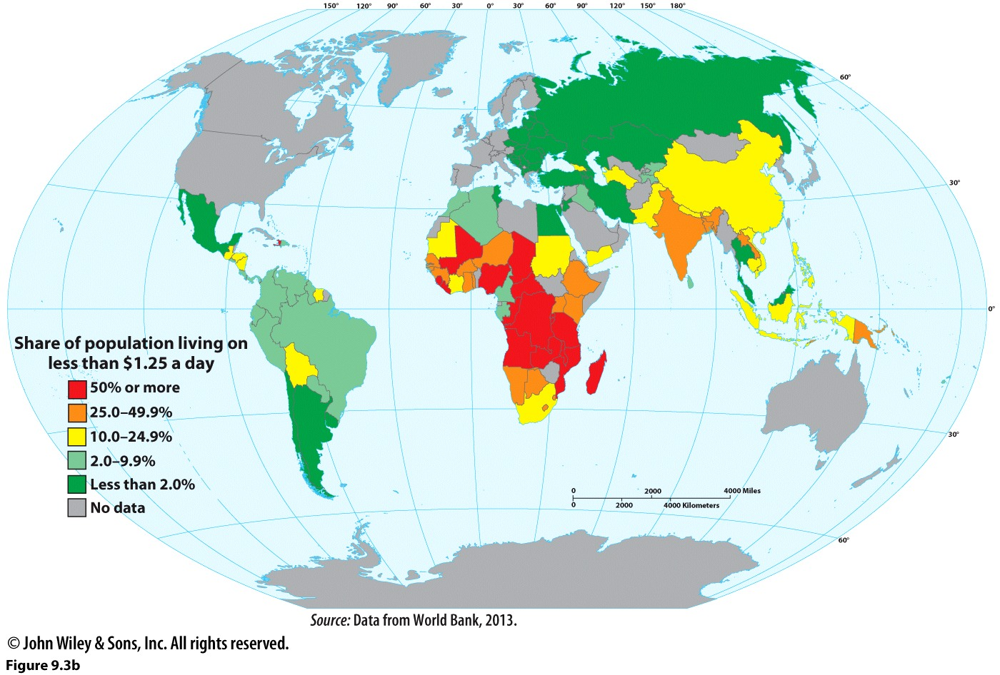 150° 120° 90° 60° 30° 0° 30° 60° 90° 120° 150° 180°
60°
30°
0°
Share of population living on
less than $1.25 a day
50% or more
25.0–49.9%
10.0–24.9%
2.0–9.9%
Less than 2.0%
No data
30°
0 2000 4000 Miles
0 2000 4000 Kilometers
60°
Source: Data from World Bank, 2013.
© John Wiley & Sons, Inc. All rights reserved.
Figure 9.3b